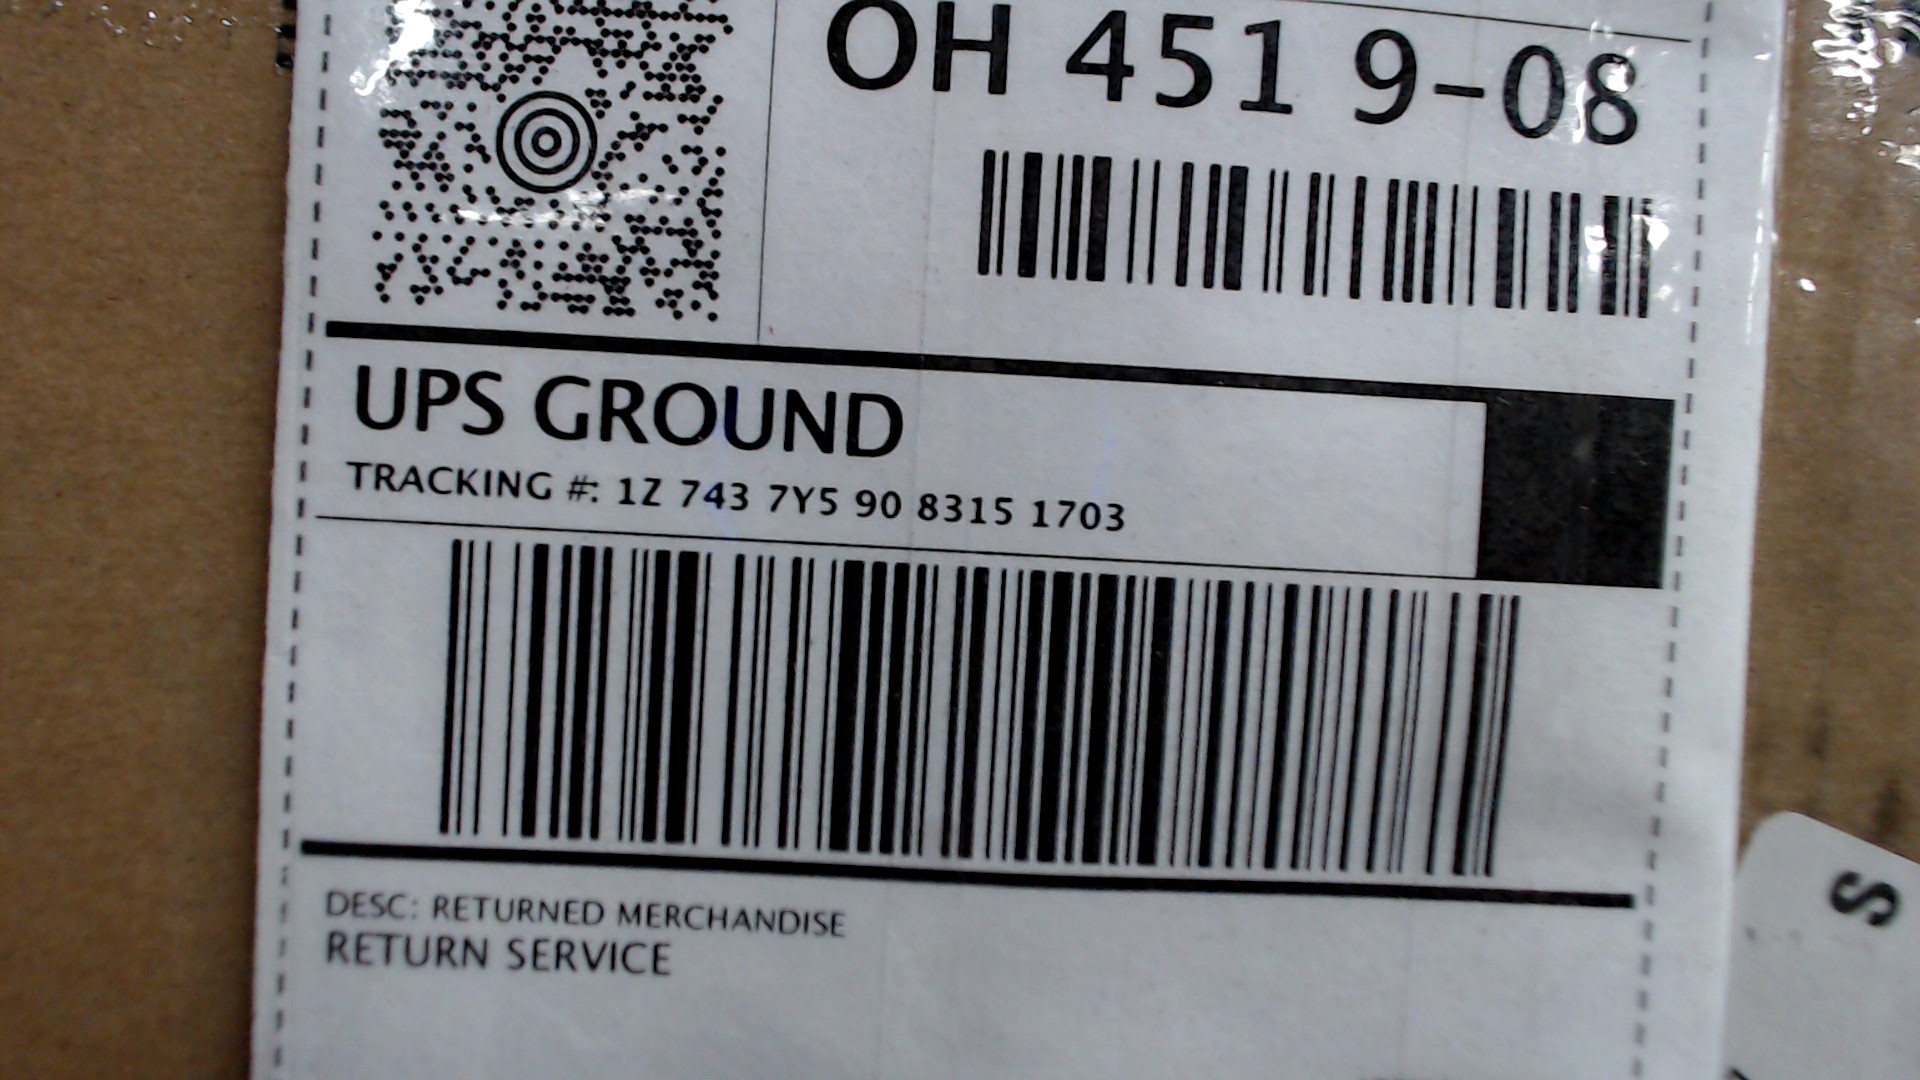 OH 451 9-08
UPS GROUND
TRACKING #: 1Z 743 7Y5 90 8315 1703
DESC: RETURNED MERCHANDISE
RETURN SERVICE
S